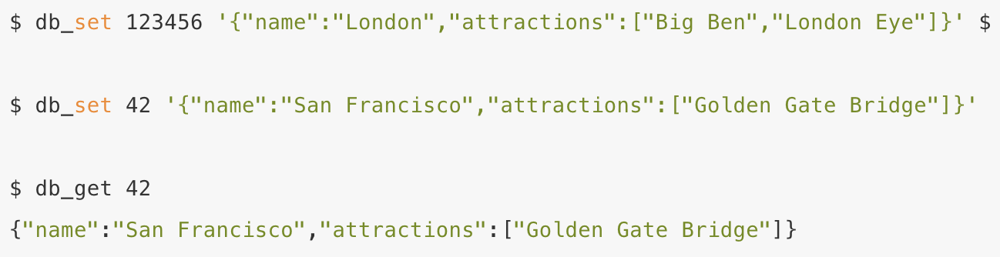 $ db_set 123456 '{"name":"London","attractions":["Big Ben","London Eye"]}' $
$ db_set 42 '{"name":"San Francisco","attractions":["Golden Gate Bridge"]}'
$ db_get 42
{"name":"San Francisco","attractions":["Golden Gate Bridge"]}